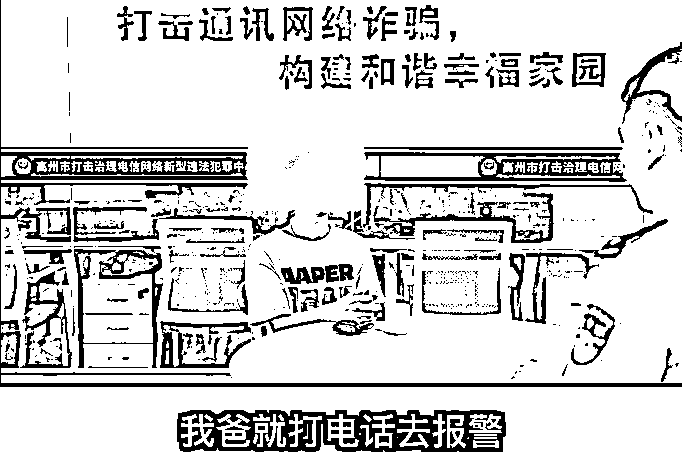 打击通讯网络诈骗，
构建和谐幸福家园
高州市打击治理电信网络新型违法犯罪中
高州市打击治理电信网
AAPER
我爸就打电话去报警